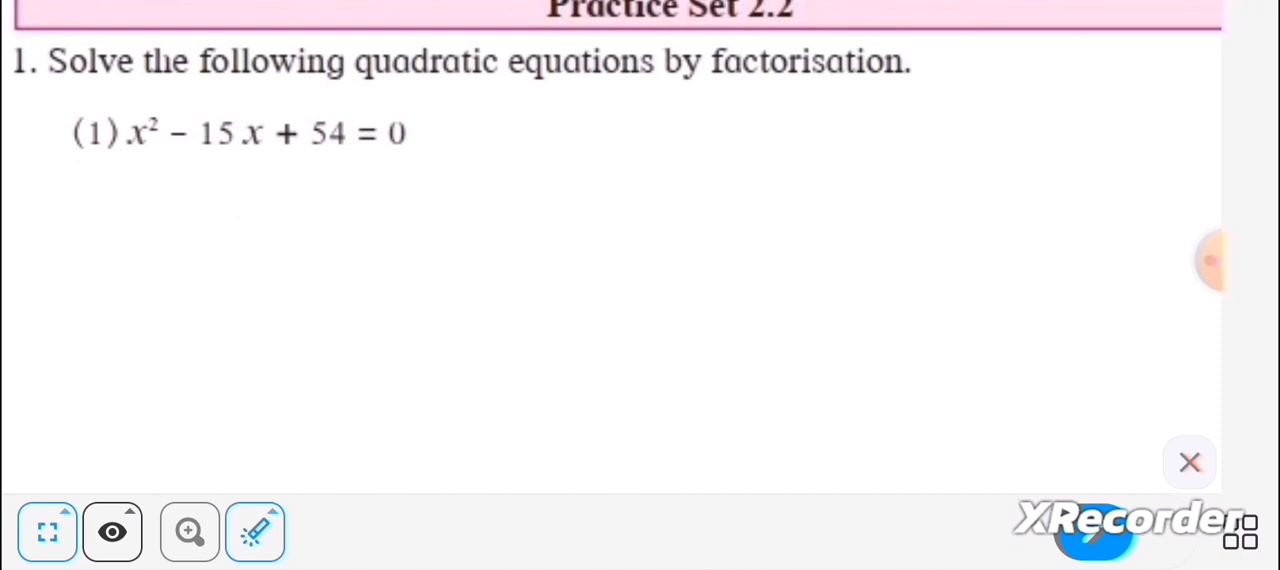 Practice Set 2.2
1. Solve the following quadratic equations by factorisation.
(1) x² – 15 x + 54 = 0
XRecorder